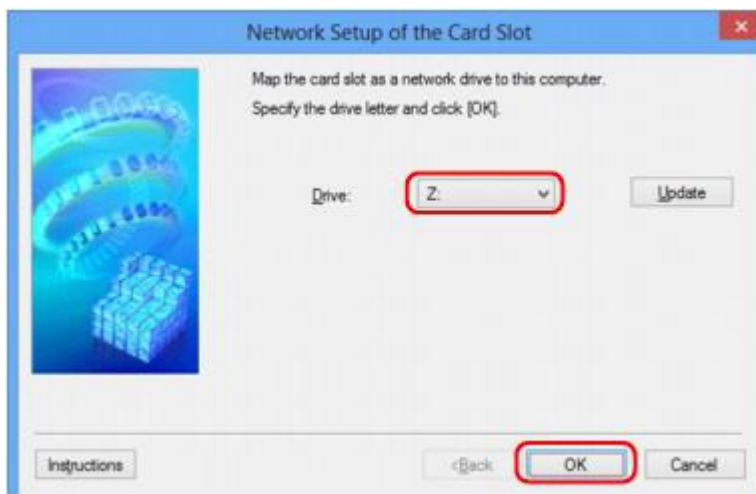 Network Setup of the Card Slot
Map the card slot as a network drive to this computer.
Specify the drive letter and click [OK].
Drive: Z: Update
Instructions <Back OK Cancel